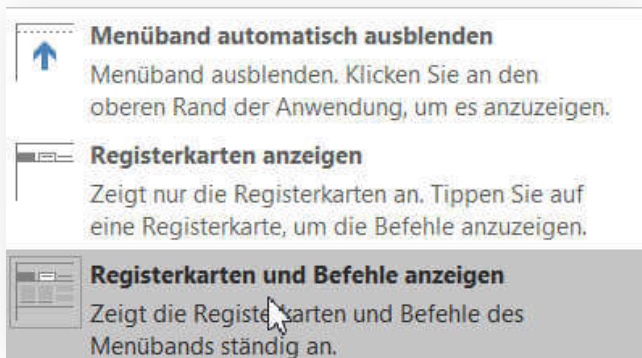 Menüband automatisch ausblenden
Menüband ausblenden. Klicken Sie an den
oberen Rand der Anwendung, um es anzuzeigen.
Registerkarten anzeigen
Zeigt nur die Registerkarten an. Tippen Sie auf
eine Registerkarte, um die Befehle anzuzeigen.
Registerkarten und Befehle anzeigen
Zeigt die Registerkarten und Befehle des
Menübands ständig an.